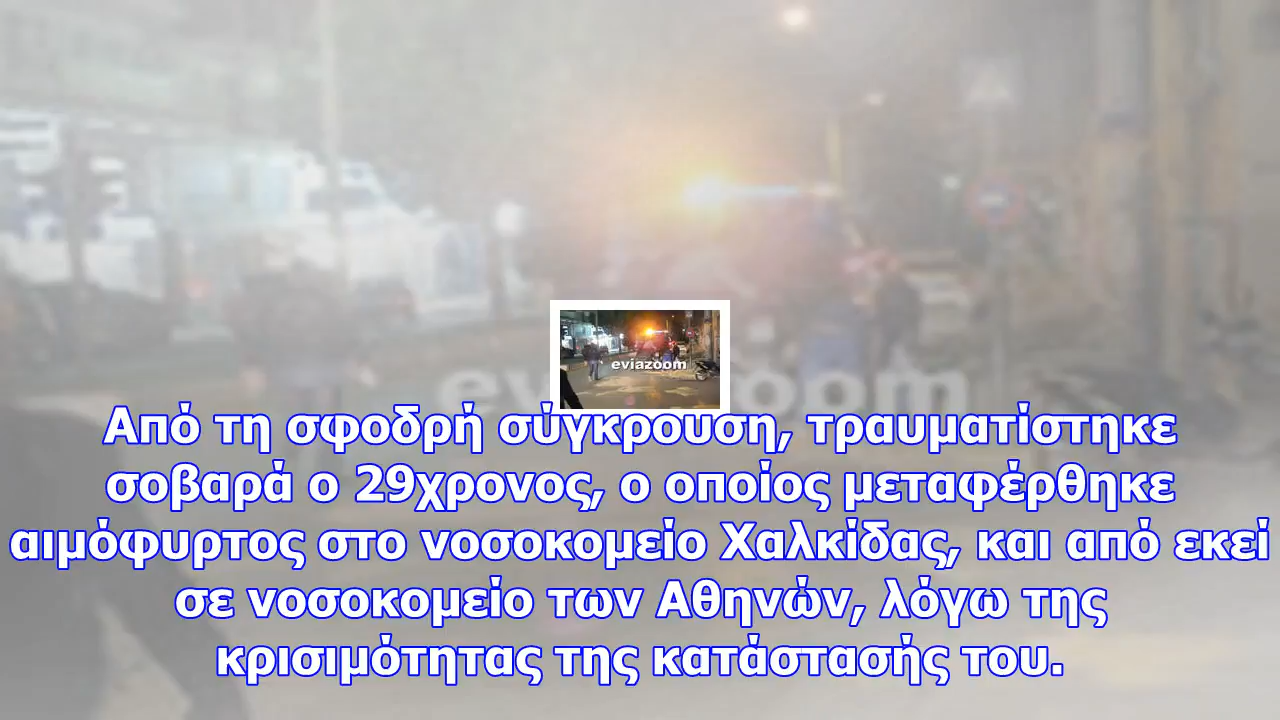 eviazoom
Από τη σφοδρή σύγκρουση, τραυματίστηκε
σοβαρά ο 29χρονος, ο οποίος μεταφέρθηκε
αιμόφυρτος στο νοσοκομείο Χαλκίδας, και από εκεί
σε νοσοκομείο των Αθηνών, λόγω της
κρισιμότητας της κατάστασής του.